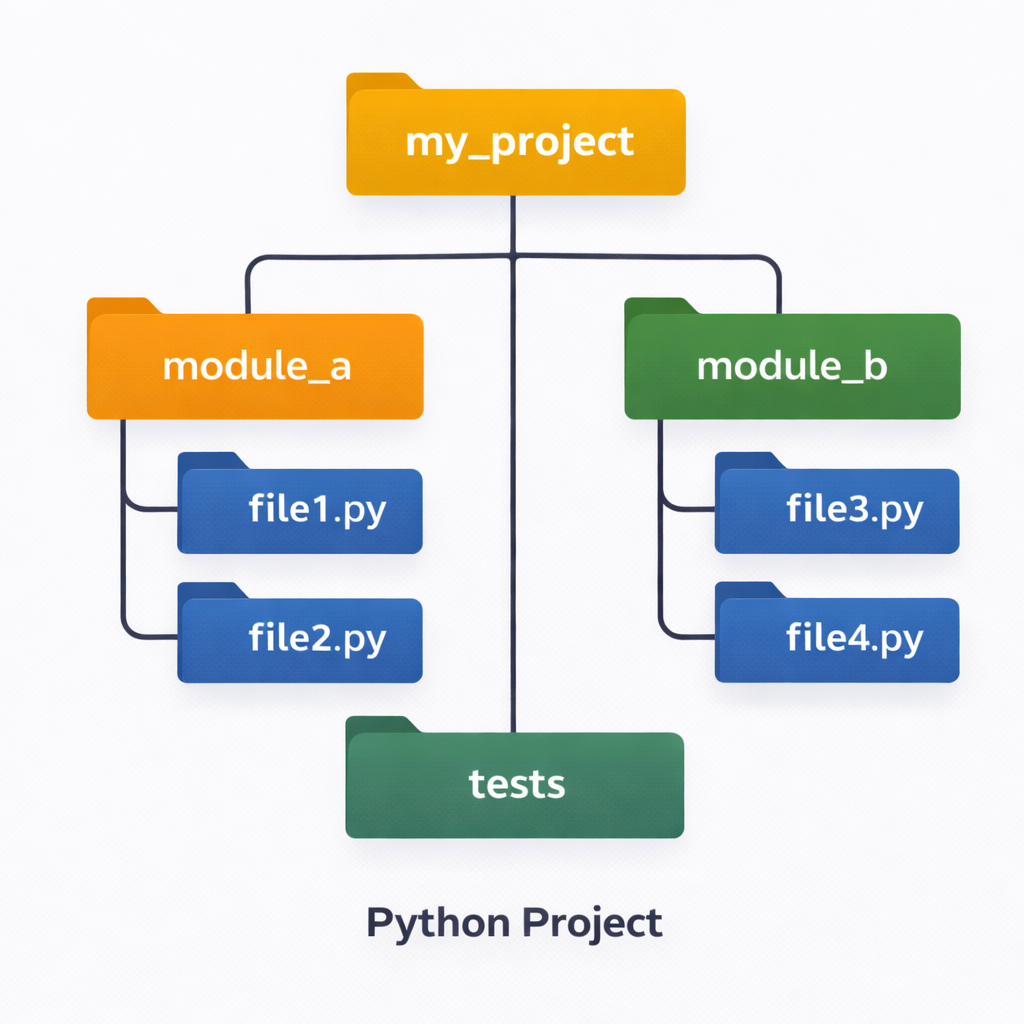 my_project
module_a
module_b
file1.py
file3.py
file2.py
file4.py
tests
Python Project